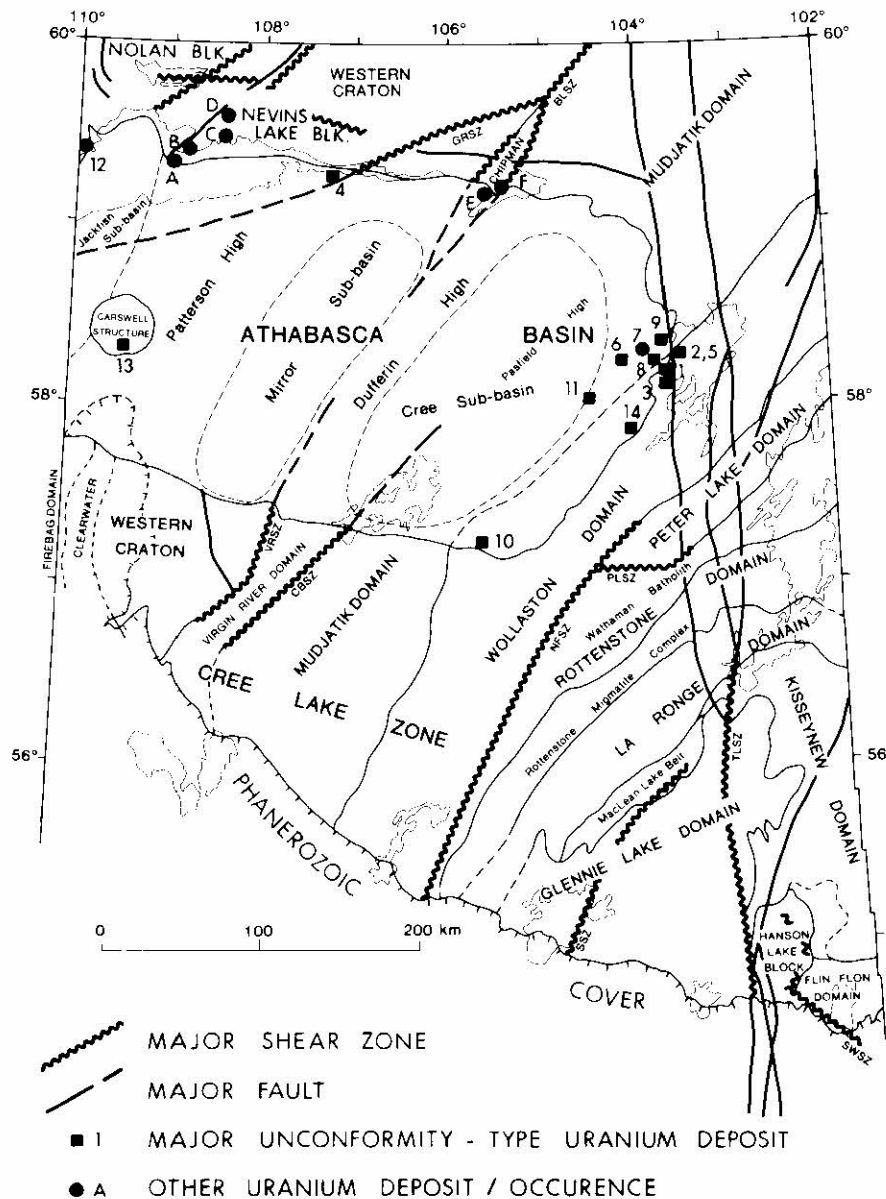 110°
108°
106°
104°
102°
60°
60°
NOLAN BLK.
WESTERN
CRATON
D
NEVINS
LAKE BLK.
C
B
A
12
4
GRSZ
BLSZ
CHIPMAN
E
F
MUDJATIK DOMAIN
Jackfish
Sub-basin
Patterson High
Mirror Sub-basin
Dufferin High
Pasfield High
Cree Sub-basin
CARSWELL
STRUCTURE
13
ATHABASCA BASIN
9
7
6
2,5
8
1
3
11
14
58°
58°
10
FIREBAG DOMAIN
CLEARWATER
WESTERN
CRATON
VRSZ
VIRGIN RIVER DOMAIN
CBSZ
MUDJATIK DOMAIN
WOLLASTON DOMAIN
PETER LAKE DOMAIN
PLSZ
NFSZ
Wathaman Batholith
ROTTENSTONE DOMAIN
Rottenstone Migmatite Complex
LA RONGE DOMAIN
MacLean Lake Belt
GLENNIE LAKE DOMAIN
KISSEYNEW DOMAIN
TLSZ
CREE LAKE ZONE
56°
56
PHANEROZOIC COVER
SSZ
HANSON
LAKE
BLOCK
FLIN FLON
DOMAIN
SWSZ
0 100 200 km
MAJOR SHEAR ZONE
MAJOR FAULT
1 MAJOR UNCONFORMITY - TYPE URANIUM DEPOSIT
A OTHER URANIUM DEPOSIT / OCCURENCE